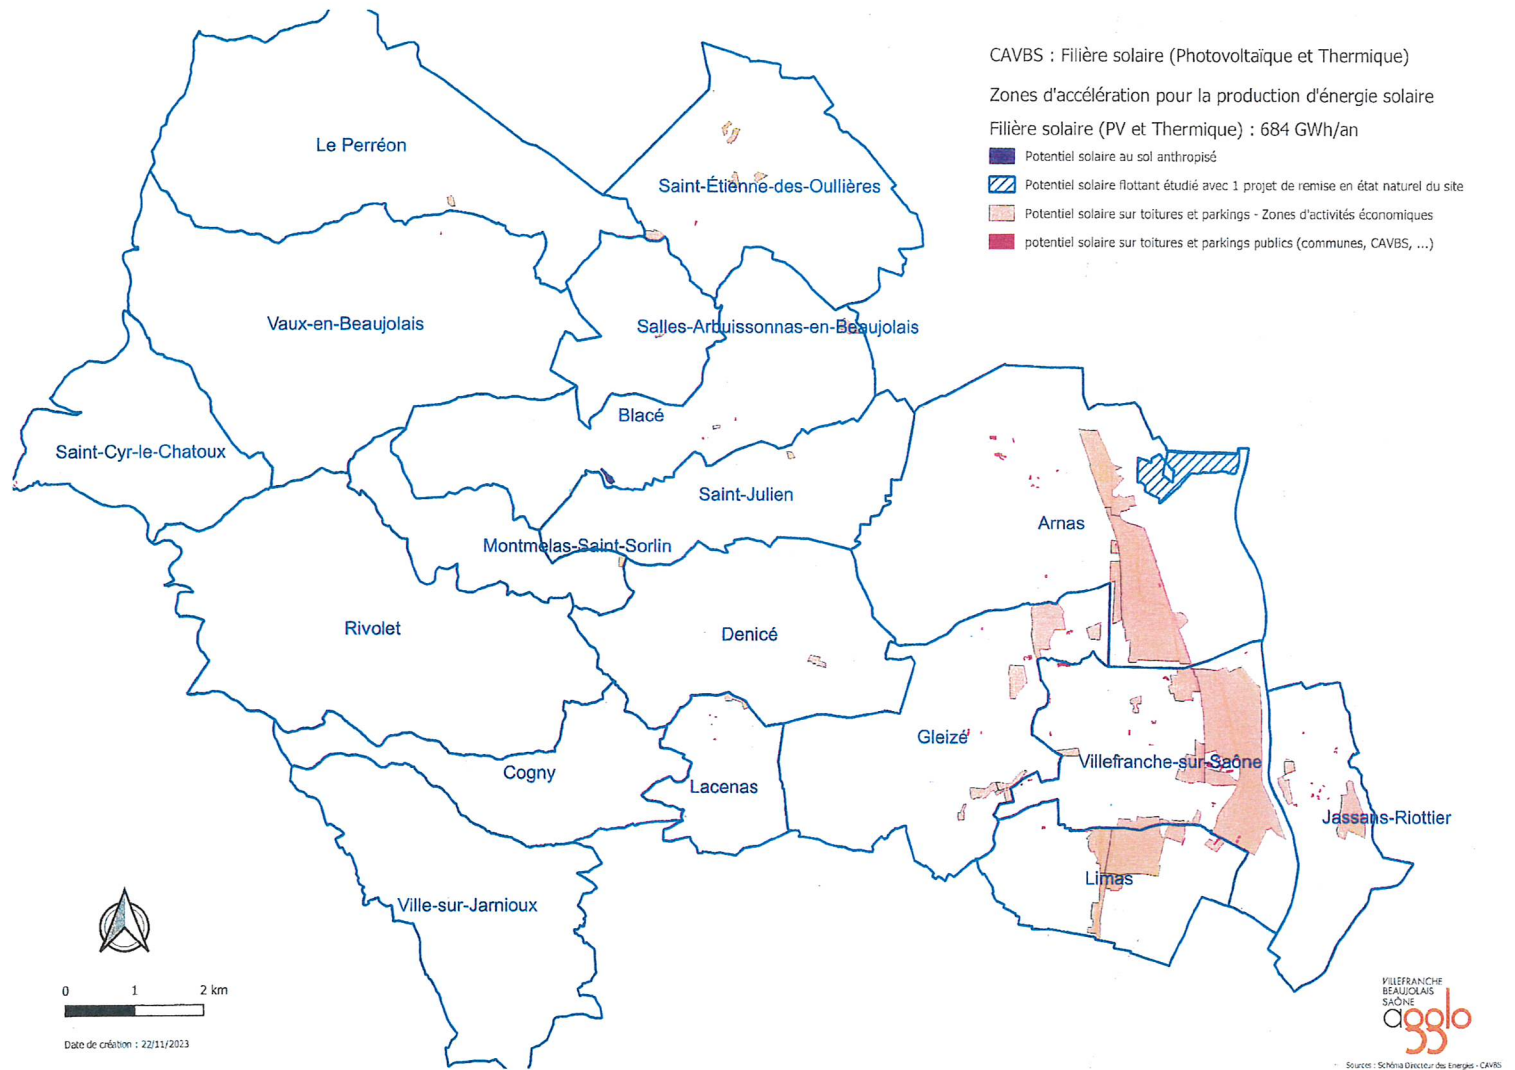 CAVBS : Filière solaire (Photovoltaïque et Thermique)
Zones d'accélération pour la production d'énergie solaire
Filière solaire (PV et Thermique) : 684 GWh/an
Potentiel solaire au sol anthropisé
Potentiel solaire flottant étudié avec 1 projet de remise en état naturel du site
Potentiel solaire sur toitures et parkings - Zones d'activités économiques
potentiel solaire sur toitures et parkings publics (communes, CAVBS, ...)
Le Perréon
Saint-Étienne-des-Oullières
Vaux-en-Beaujolais
Salles-Arbuissonnas-en-Beaujolais
Blacé
Saint-Cyr-le-Chatoux
Saint-Julien
Arnas
Montmelas-Saint-Sorlin
Rivolet
Denicé
Gleizé
Villefranche-sur-Saône
Cogny
Lacenas
Jassans-Riottier
Limas
Ville-sur-Jarnioux
0 1 2 km
Date de création : 22/11/2023
VILLEFRANCHE
BEAUJOLAIS
SAÔNE
agglo
Sources : Schéma Directeur des Energies - CAVBS